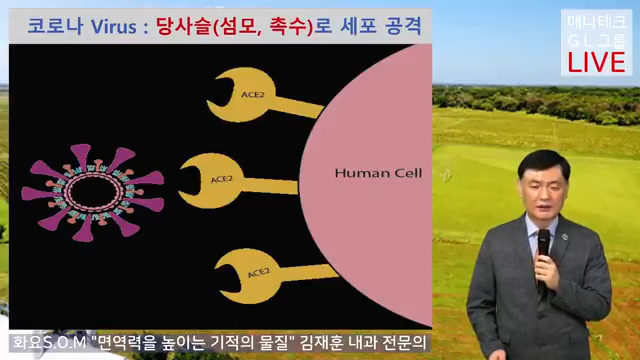 코로나 Virus : 당사슬(섬모, 촉수)로 세포 공격
매나테크
G L 그룹
LIVE
ACE2
Human Cell
ACE2
ACE2
화요S.O.M "면역력을 높이는 기적의 물질" 김재훈 내과 전문의